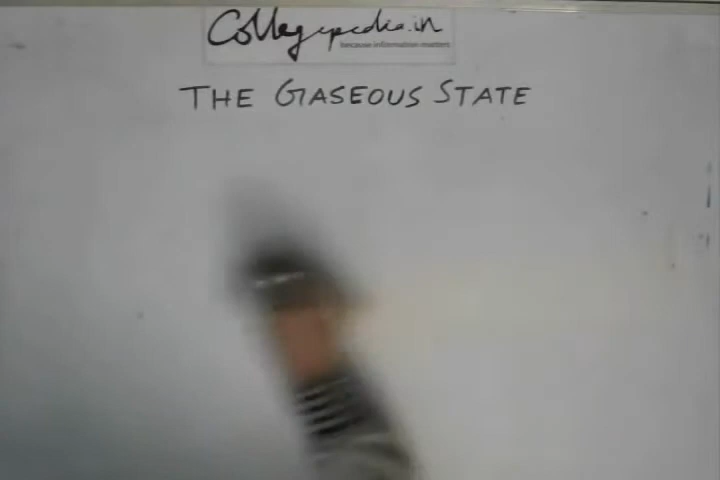 Collegepedia.in
because information matters
THE GASEOUS STATE